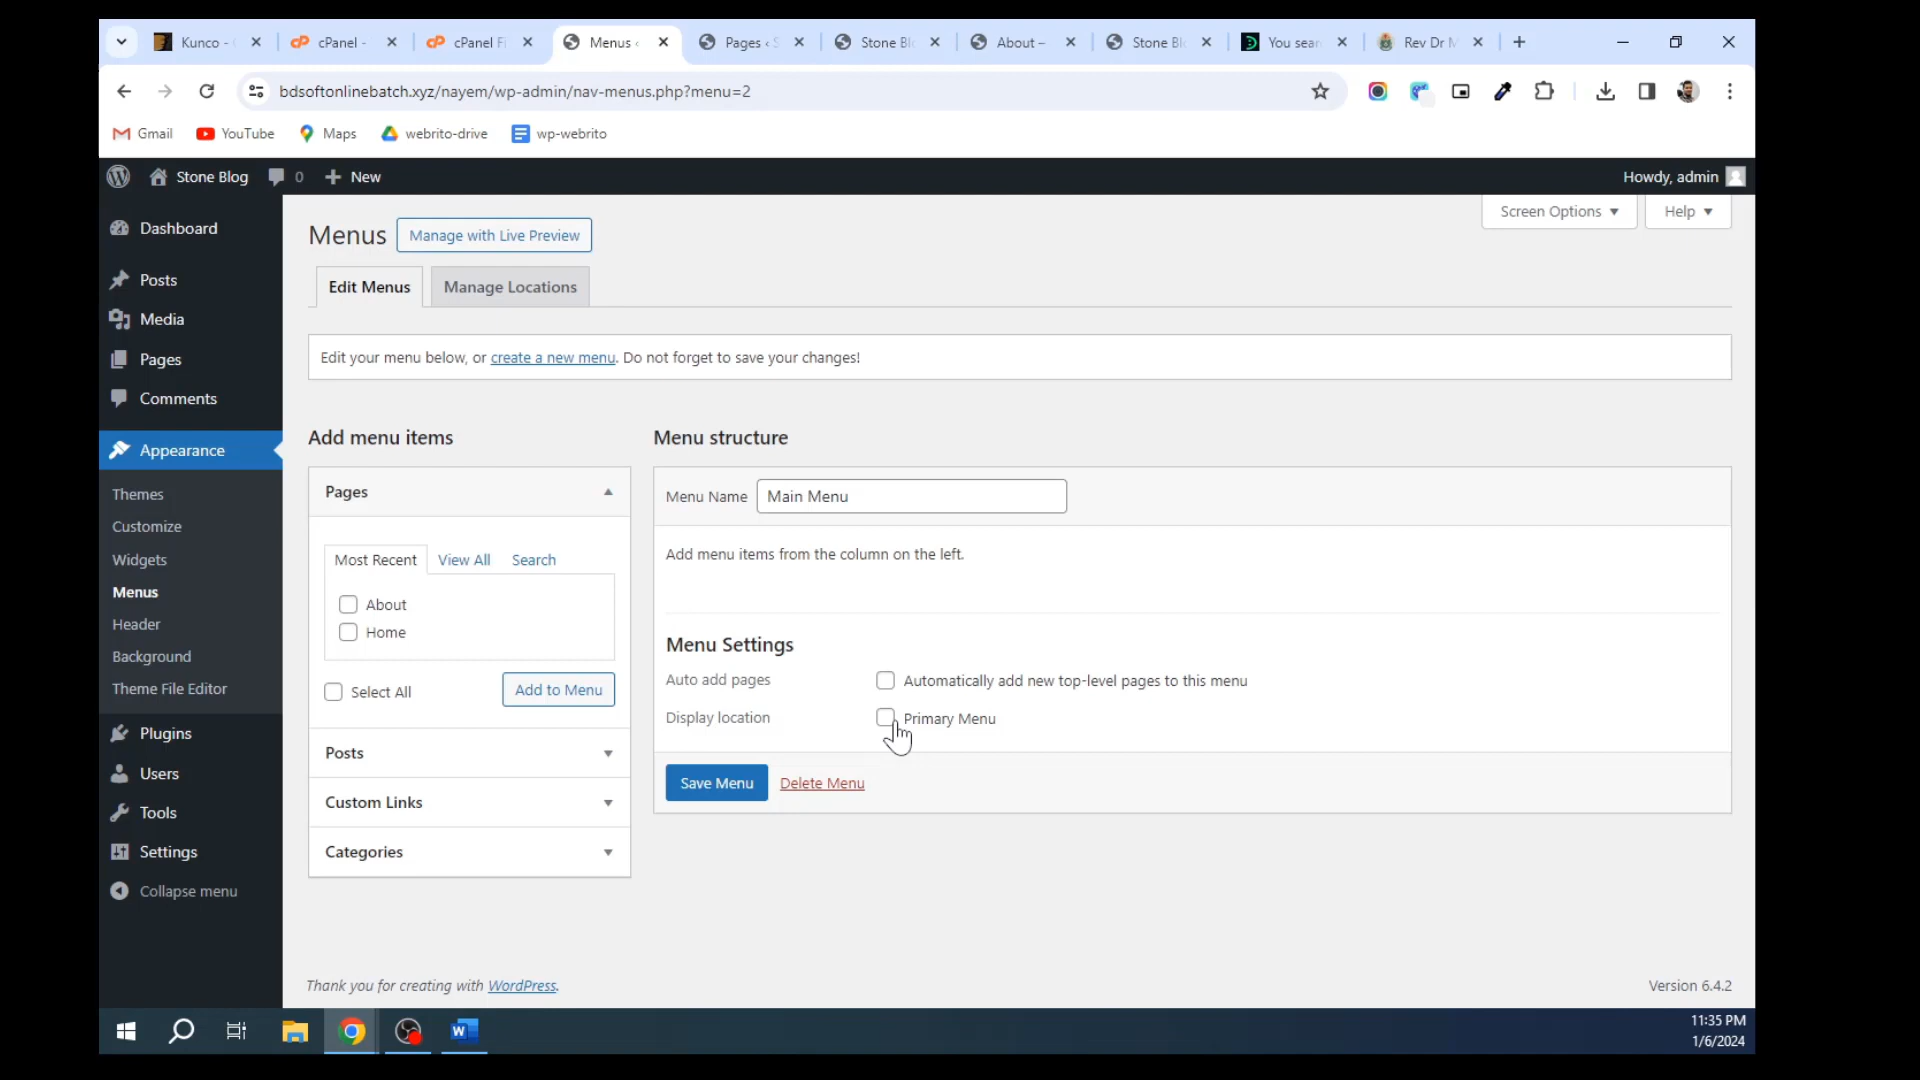 Kunco -
cPanel -
cPanel Fi
Menus ‹
Pages ‹ S
Stone Blo
About –
Stone Blo
You sear
Rev Dr M
bdsoftonlinebatch.xyz/nayem/wp-admin/nav-menus.php?menu=2
Gmail
YouTube
Maps
webrito-drive
wp-webrito
Stone Blog
0
New
Howdy, admin
Screen Options
Help
Dashboard
Posts
Media
Pages
Comments
Appearance
Themes
Customize
Widgets
Menus
Header
Background
Theme File Editor
Plugins
Users
Tools
Settings
Collapse menu
Menus
Manage with Live Preview
Edit Menus
Manage Locations
Edit your menu below, or create a new menu. Do not forget to save your changes!
Add menu items
Pages
Most Recent
View All
Search
About
Home
Select All
Add to Menu
Posts
Custom Links
Categories
Menu structure
Menu Name
Main Menu
Add menu items from the column on the left.
Menu Settings
Auto add pages
Automatically add new top-level pages to this menu
Display location
Primary Menu
Save Menu
Delete Menu
Thank you for creating with WordPress.
Version 6.4.2
11:35 PM
1/6/2024